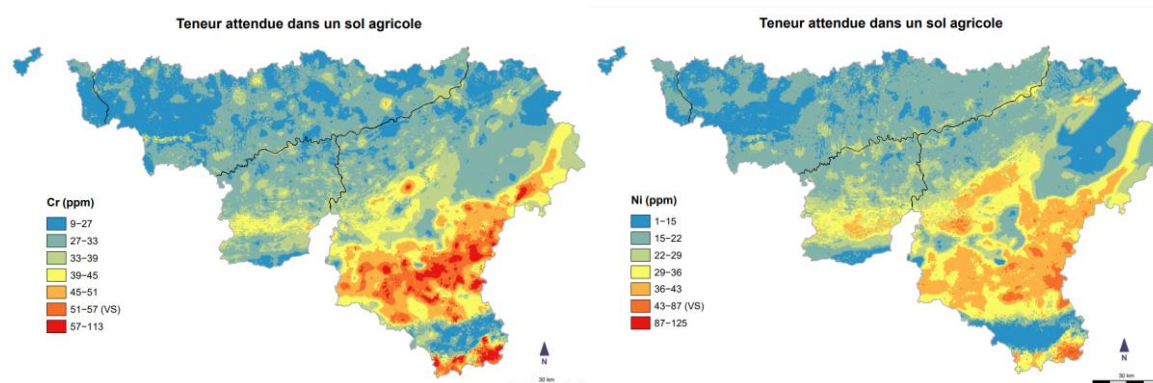 Teneur attendue dans un sol agricole
Cr (ppm)
9–27
27–33
33–39
39–45
45–51
51–57 (VS)
57–113
N
30 km
Teneur attendue dans un sol agricole
Ni (ppm)
1–15
15–22
22–29
29–36
36–43
43–87 (VS)
87–125
N
30 km